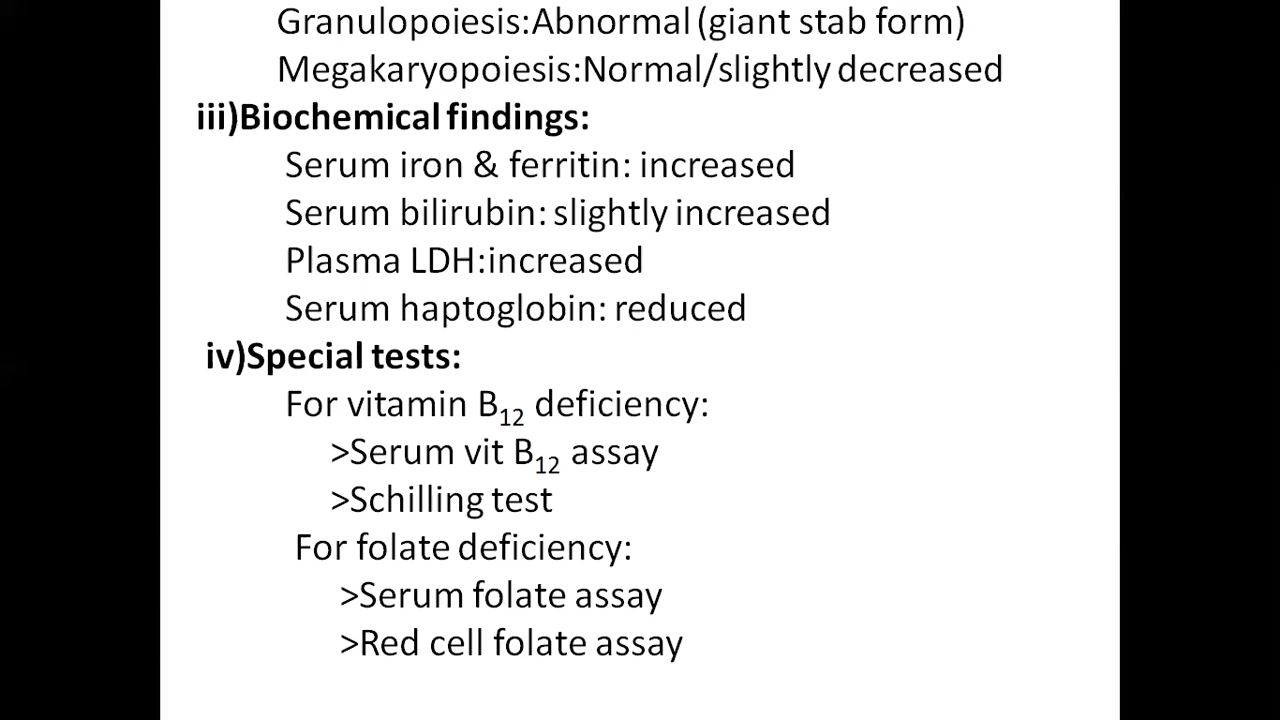 Granulopoiesis:Abnormal (giant stab form)
Megakaryopoiesis:Normal/slightly decreased
iii)Biochemical findings:
Serum iron & ferritin: increased
Serum bilirubin: slightly increased
Plasma LDH:increased
Serum haptoglobin: reduced
iv)Special tests:
For vitamin B₁₂ deficiency:
>Serum vit B₁₂ assay
>Schilling test
For folate deficiency:
>Serum folate assay
>Red cell folate assay